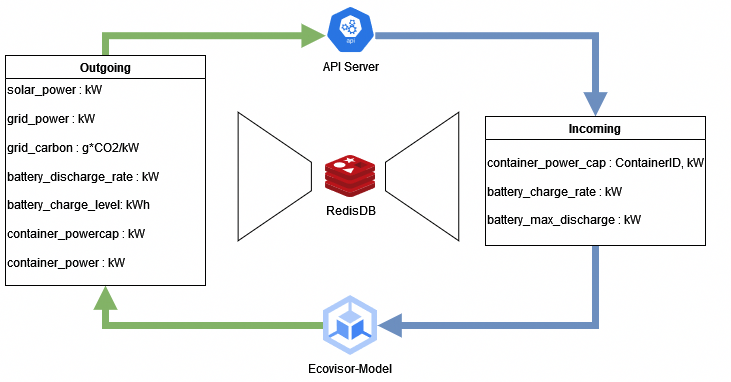 api
API Server
Outgoing
solar_power : kW
grid_power : kW
grid_carbon : g*CO2/kW
battery_discharge_rate : kW
battery_charge_level: kWh
container_powercap : kW
container_power : kW
RedisDB
Incoming
container_power_cap : ContainerID, kW
battery_charge_rate : kW
battery_max_discharge : kW
Ecovisor-Model